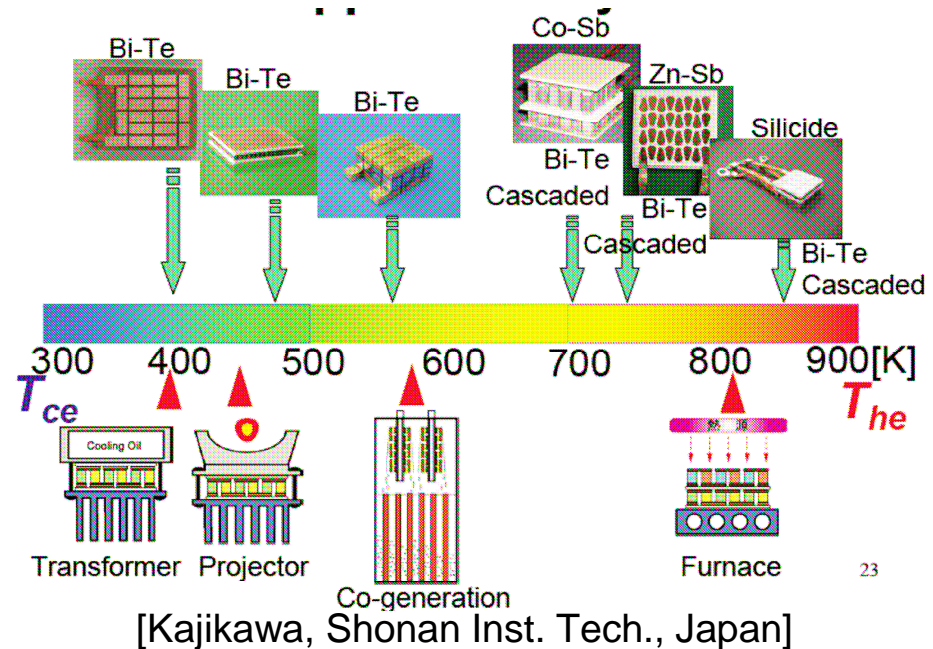 Co-Sb
Bi-Te
Bi-Te
Zn-Sb
Bi-Te
Silicide
Bi-Te
Cascaded
Bi-Te
Cascaded
Bi-Te
Cascaded
300 400 500 600 700 800 900[K]
Tce
The
Cooling Oil
Transformer Projector
Co-generation
Furnace
23
[Kajikawa, Shonan Inst. Tech., Japan]